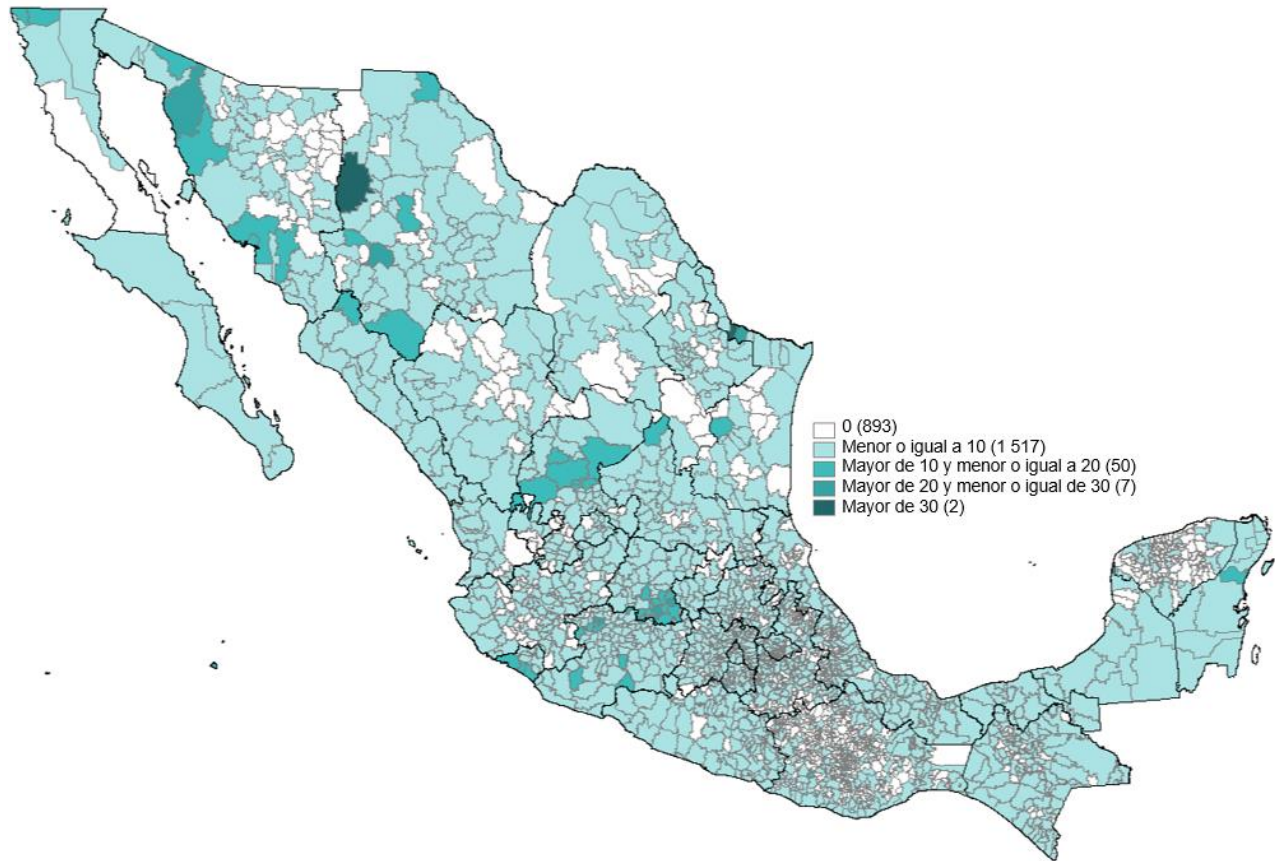 0 (893)
Menor o igual a 10 (1 517)
Mayor de 10 y menor o igual a 20 (50)
Mayor de 20 y menor o igual de 30 (7)
Mayor de 30 (2)